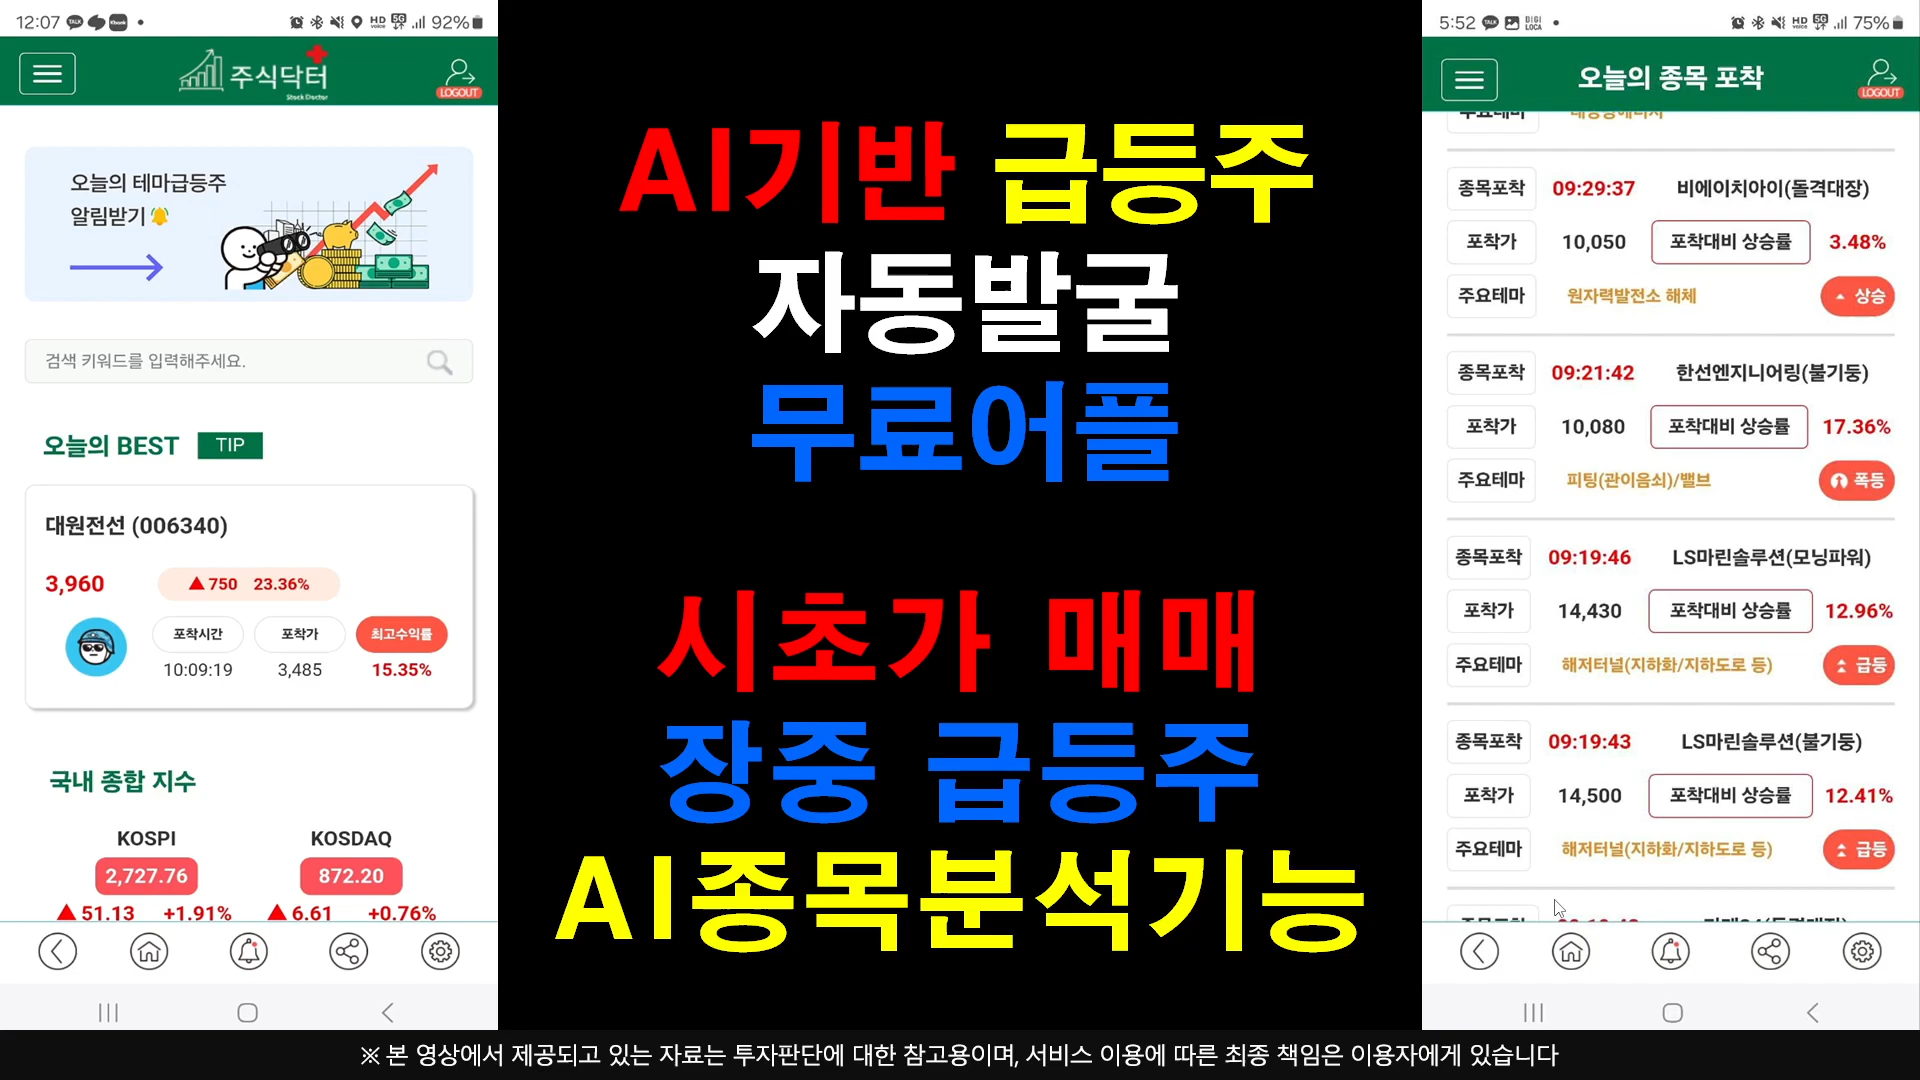 12:07
92%
주식닥터
Stock Doctor
LOGOUT
오늘의 테마급등주
알림받기
검색 키워드를 입력해주세요.
오늘의 BEST TIP
대원전선 (006340)
3,960 ▲750 23.36%
포착시간 포착가 최고수익률
10:09:19 3,485 15.35%
국내 종합 지수
KOSPI KOSDAQ
2,727.76 872.20
▲51.13 +1.91% ▲6.61 +0.76%
AI기반 급등주
자동발굴
무료어플
시초가 매매
장중 급등주
AI종목분석기능
5:52
75%
오늘의 종목 포착
LOGOUT
종목포착 09:29:37 비에이치아이(돌격대장)
포착가 10,050 포착대비 상승률 3.48%
주요테마 원자력발전소 해체 상승
종목포착 09:21:42 한선엔지니어링(불기둥)
포착가 10,080 포착대비 상승률 17.36%
주요테마 피팅(관이음쇠)/밸브 폭등
종목포착 09:19:46 LS마린솔루션(모닝파워)
포착가 14,430 포착대비 상승률 12.96%
주요테마 해저터널(지하화/지하도로 등) 급등
종목포착 09:19:43 LS마린솔루션(불기둥)
포착가 14,500 포착대비 상승률 12.41%
주요테마 해저터널(지하화/지하도로 등) 급등
※ 본 영상에서 제공되고 있는 자료는 투자판단에 대한 참고용이며, 서비스 이용에 따른 최종 책임은 이용자에게 있습니다